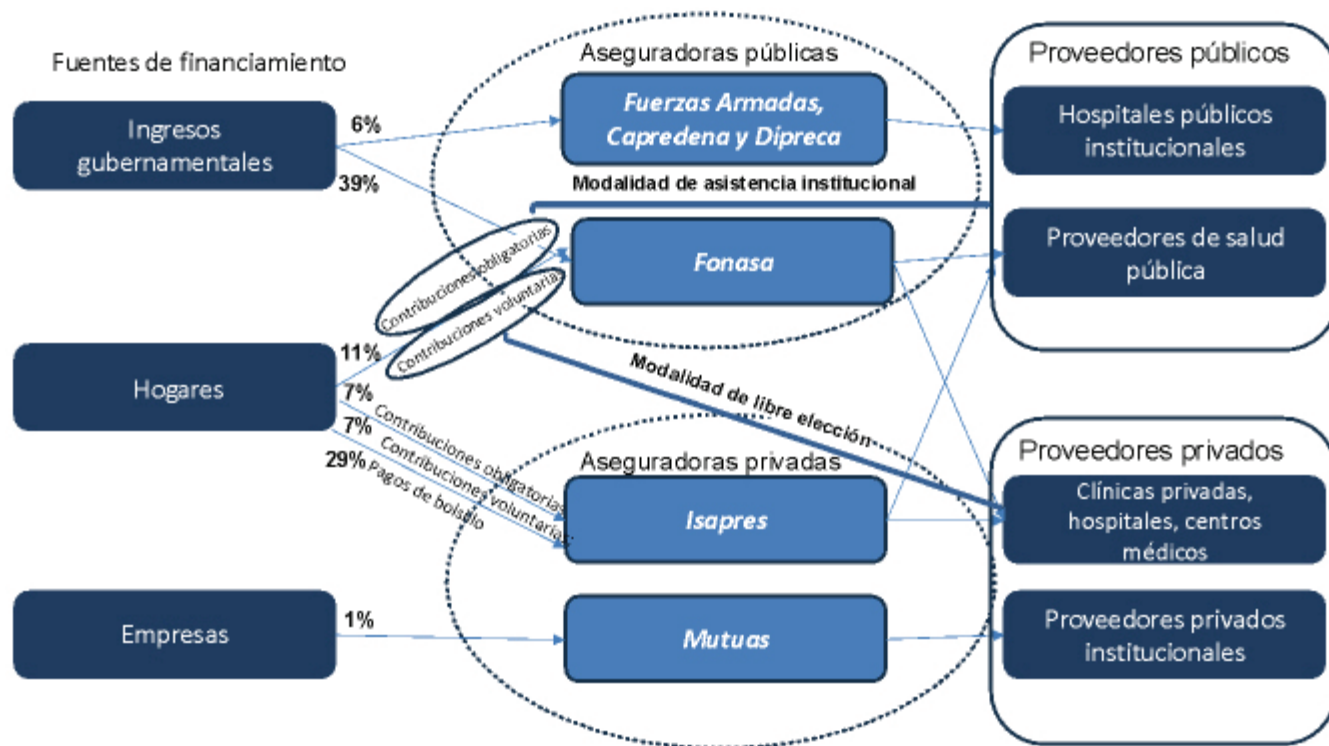 Fuentes de financiamiento
Ingresos
gubernamentales
6%
39%
Hogares
11%
7%
7%
29%
Contribuciones obligatorias
Contribuciones voluntaria
Contribuciones obligatorias
Contribuciones voluntarias
Pagos de bolsillo
Empresas
1%
Aseguradoras públicas
Fuerzas Armadas,
Capredena y Dipreca
Modalidad de asistencia institucional
Fonasa
Modalidad de libre elección
Aseguradoras privadas
Isapres
Mutuas
Proveedores públicos
Hospitales públicos
institucionales
Proveedores de salud
pública
Proveedores privados
Clínicas privadas,
hospitales, centros
médicos
Proveedores privados
institucionales